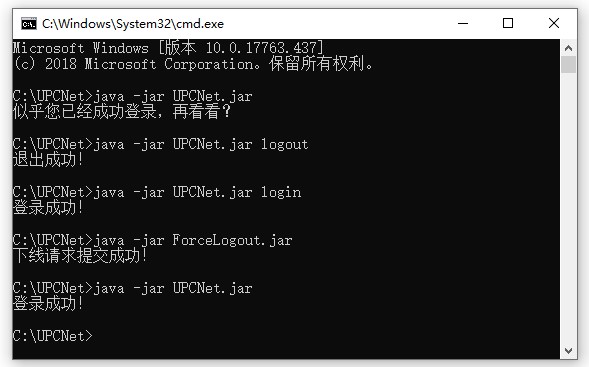 C:\Windows\System32\cmd.exe
Microsoft Windows [版本 10.0.17763.437]
(c) 2018 Microsoft Corporation。保留所有权利。
C:\UPCNet>java -jar UPCNet.jar
似乎您已经成功登录，再看看？
C:\UPCNet>java -jar UPCNet.jar logout
退出成功！
C:\UPCNet>java -jar UPCNet.jar login
登录成功！
C:\UPCNet>java -jar ForceLogout.jar
下线请求提交成功！
C:\UPCNet>java -jar UPCNet.jar
登录成功！
C:\UPCNet>